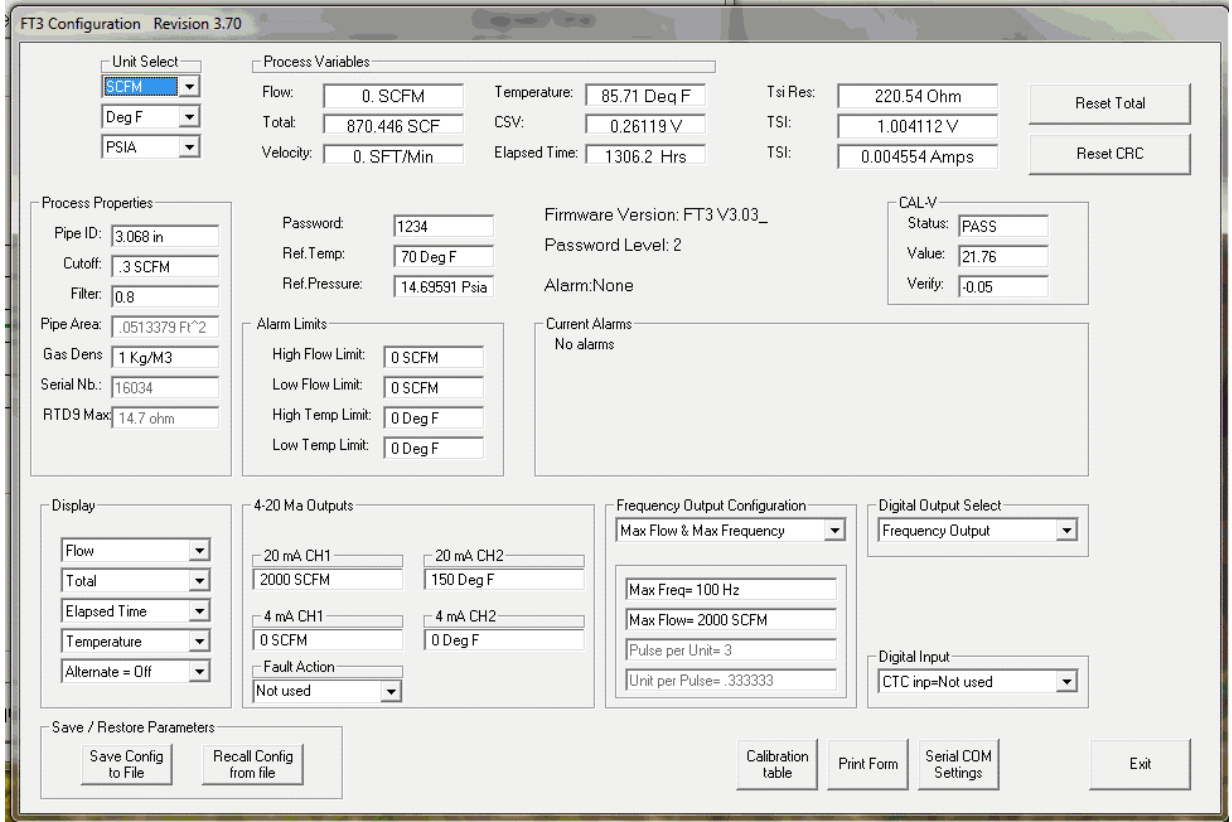 FT3 Configuration Revision 3.70
Unit Select
SCFM
Deg F
PSIA
Process Variables
Flow: 0. SCFM
Total: 870.446 SCF
Velocity: 0. SFT/Min
Temperature: 85.71 Deg F
CSV: 0.26119 V
Elapsed Time: 1306.2 Hrs
Tsi Res: 220.54 Ohm
TSI: 1.004112 V
TSI: 0.004554 Amps
Reset Total
Reset CRC
Process Properties
Pipe ID: 3.068 in
Cutoff: .3 SCFM
Filter: 0.8
Pipe Area: .0513379 Ft^2
Gas Dens 1 Kg/M3
Serial Nb.: 16034
RTD9 Max: 14.7 ohm
Password: 1234
Ref.Temp: 70 Deg F
Ref.Pressure: 14.69591 Psia
Firmware Version: FT3 V3.03_
Password Level: 2
Alarm:None
CAL-V
Status: PASS
Value: 21.76
Verify: -0.05
Alarm Limits
High Flow Limit: 0 SCFM
Low Flow Limit: 0 SCFM
High Temp Limit: 0 Deg F
Low Temp Limit: 0 Deg F
Current Alarms
No alarms
Display
Flow
Total
Elapsed Time
Temperature
Alternate = Off
4-20 Ma Outputs
20 mA CH1
2000 SCFM
20 mA CH2
150 Deg F
4 mA CH1
0 SCFM
4 mA CH2
0 Deg F
Fault Action
Not used
Frequency Output Configuration
Max Flow & Max Frequency
Max Freq= 100 Hz
Max Flow= 2000 SCFM
Pulse per Unit= 3
Unit per Pulse= .333333
Digital Output Select
Frequency Output
Digital Input
CTC inp=Not used
Save / Restore Parameters
Save Config
to File
Recall Config
from file
Calibration
table
Print Form
Serial COM
Settings
Exit